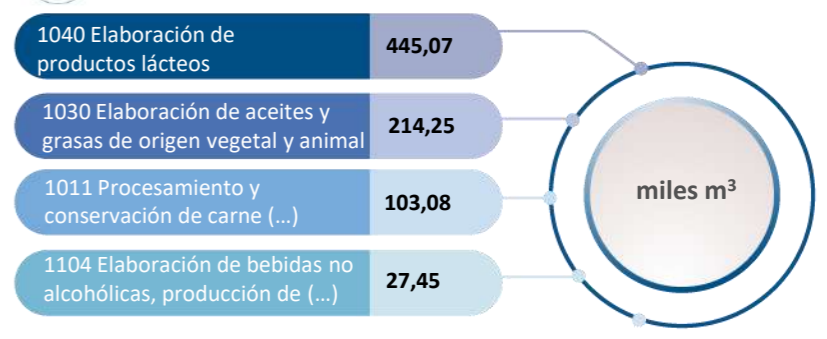 1040 Elaboración de
productos lácteos
445,07
1030 Elaboración de aceites y
grasas de origen vegetal y animal
214,25
1011 Procesamiento y
conservación de carne (…)
103,08
1104 Elaboración de bebidas no
alcohólicas, producción de (…)
27,45
miles m³